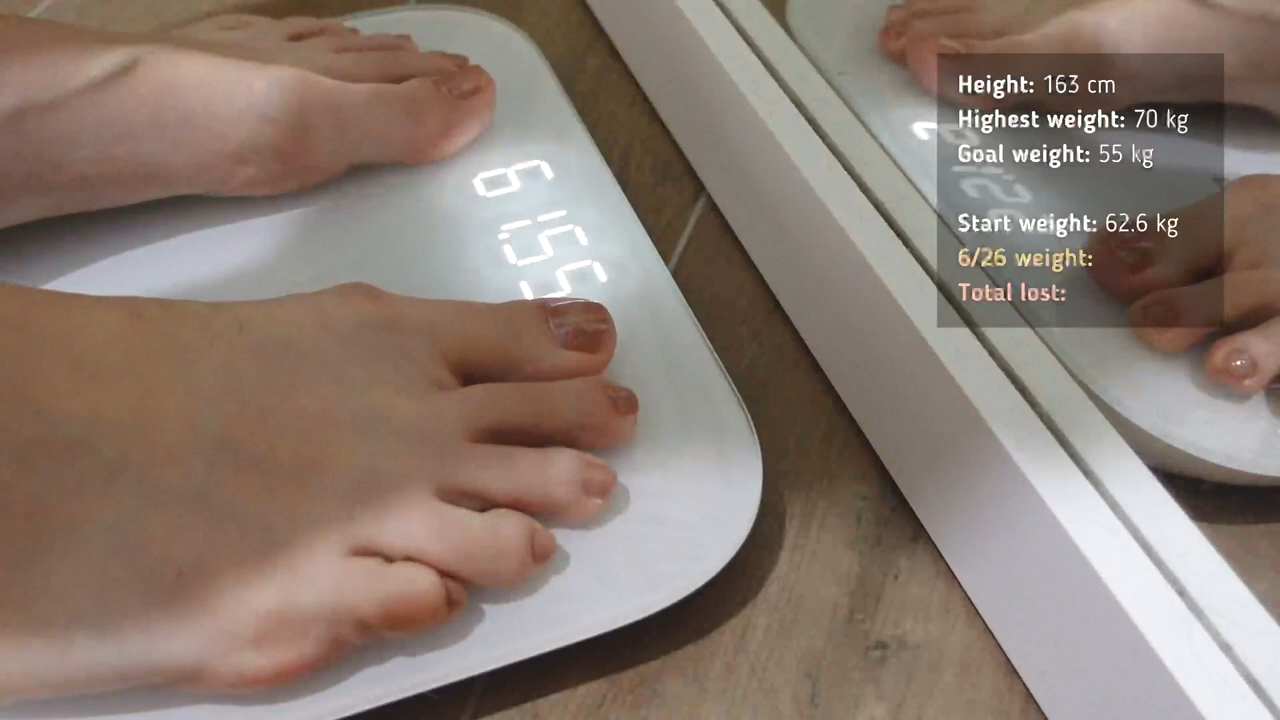 61.55
Height: 163 cm
Highest weight: 70 kg
Goal weight: 55 kg
Start weight: 62.6 kg
6/26 weight:
Total lost: